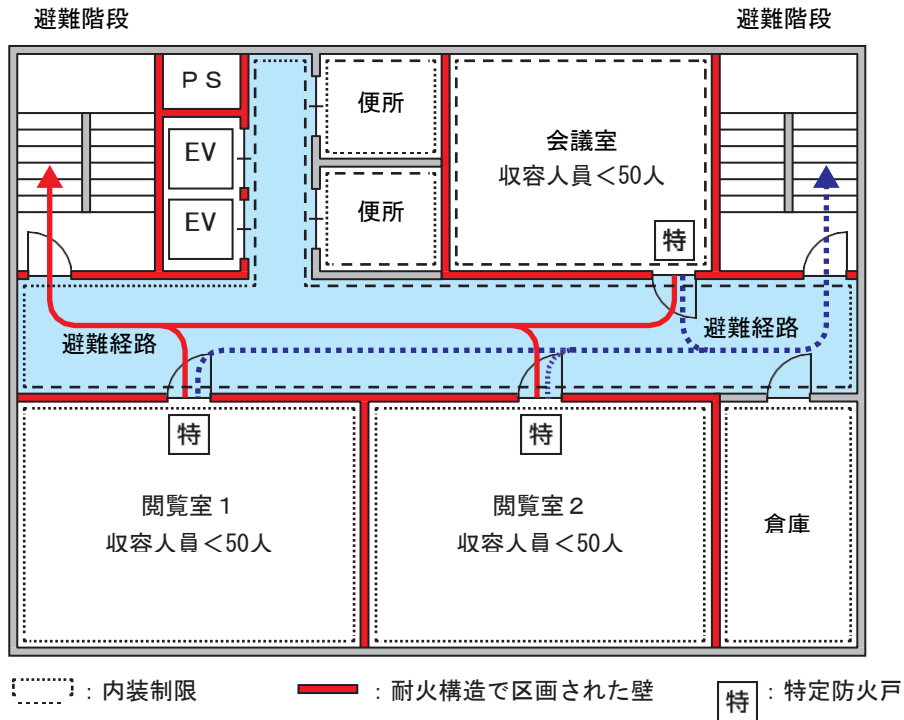 避難階段
避難階段
ＰＳ
便所
会議室
収容人員＜50人
EV
便所
EV
特
避難経路
避難経路
特
特
閲覧室１
収容人員＜50人
閲覧室２
収容人員＜50人
倉庫
：内装制限
：耐火構造で区画された壁
特
：特定防火戸